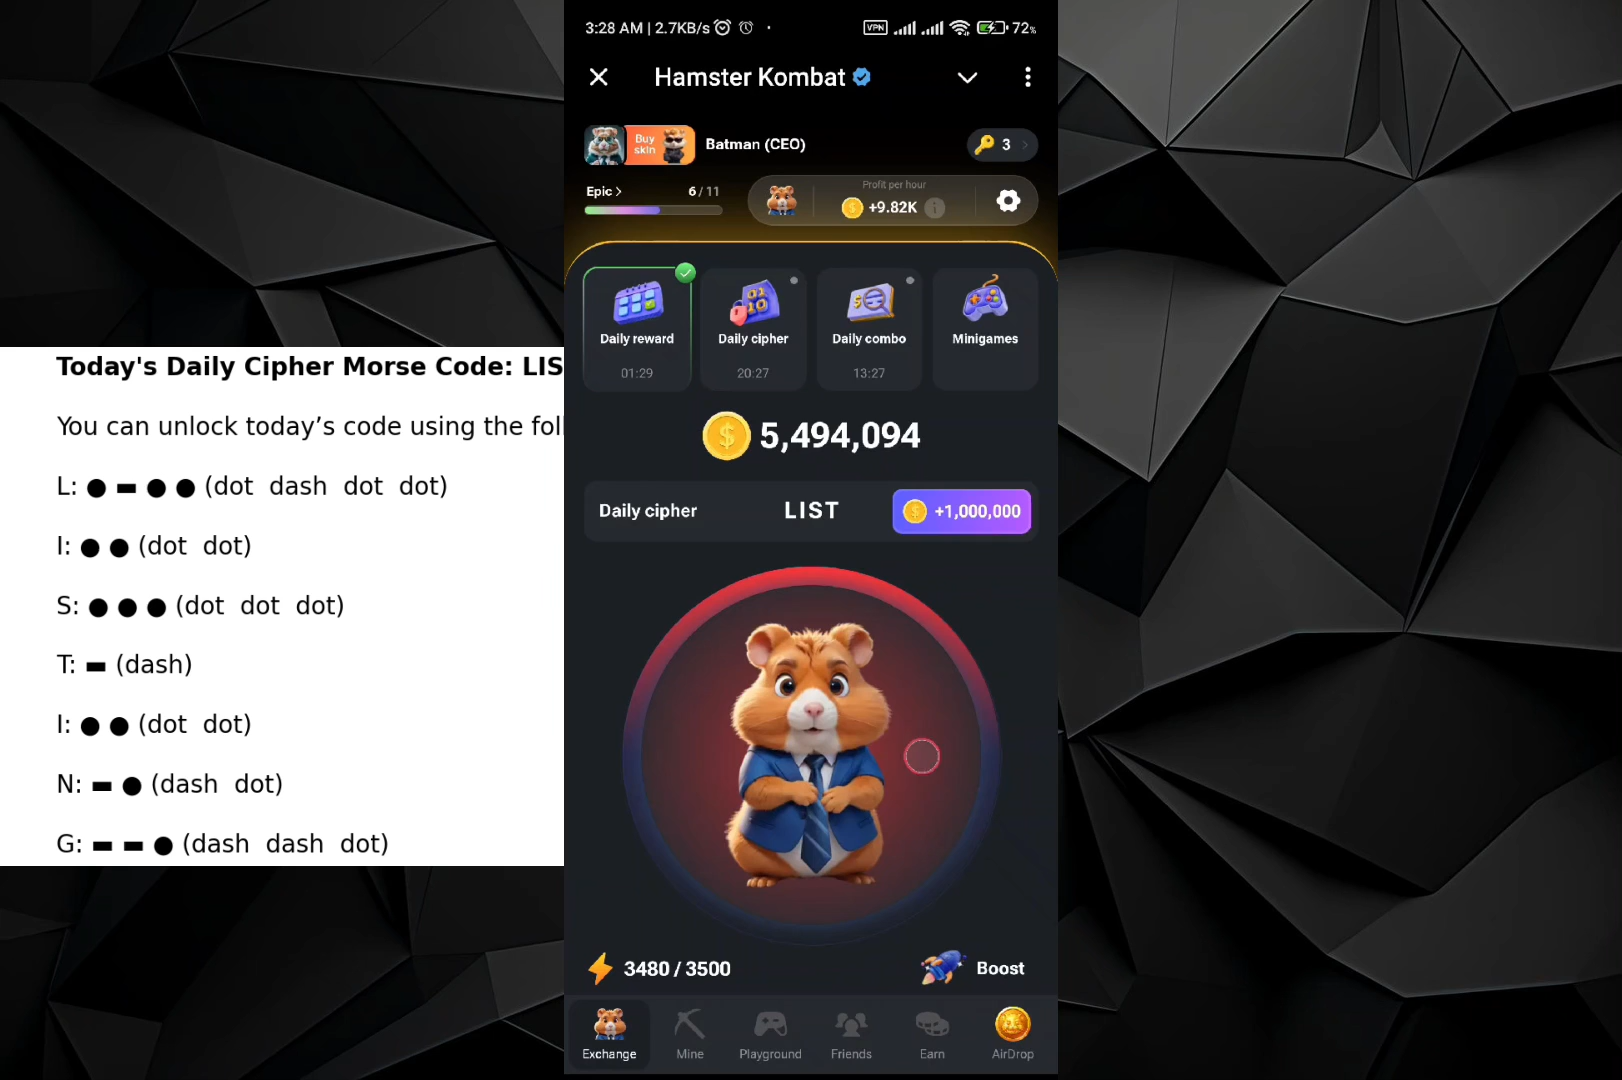 Today's Daily Cipher Morse Code: LIS
You can unlock today’s code using the fol
L: ● ▬ ● ● (dot dash dot dot)
I: ● ● (dot dot)
S: ● ● ● (dot dot dot)
T: ▬ (dash)
I: ● ● (dot dot)
N: ▬ ● (dash dot)
G: ▬ ▬ ● (dash dash dot)
3:28 AM | 2.7KB/s VPN 72%
Hamster Kombat
Buy skin Batman (CEO) 3
Epic > 6 / 11
Profit per hour
+9.82K
Daily reward Daily cipher Daily combo Minigames
01:29 20:27 13:27
5,494,094
Daily cipher LIST +1,000,000
3480 / 3500 Boost
Exchange Mine Playground Friends Earn AirDrop